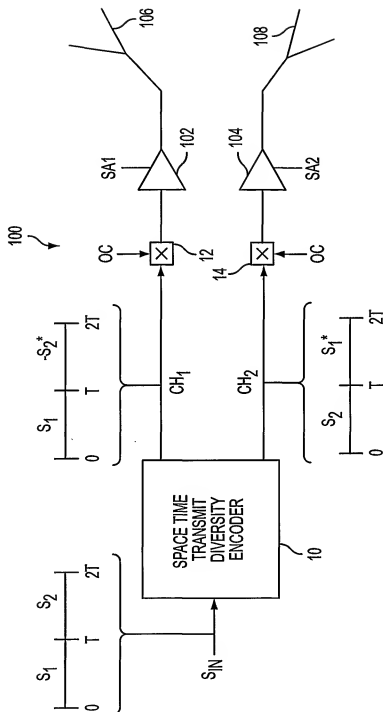 100
S1 S2
0 T 2T
SIN
SPACE TIME
TRANSMIT
DIVERSITY
ENCODER
10
S1 -S2*
0 T 2T
CH1
CH2
S2 S1*
0 T 2T
OC
12
14
OC
SA1
102
104
SA2
106
108